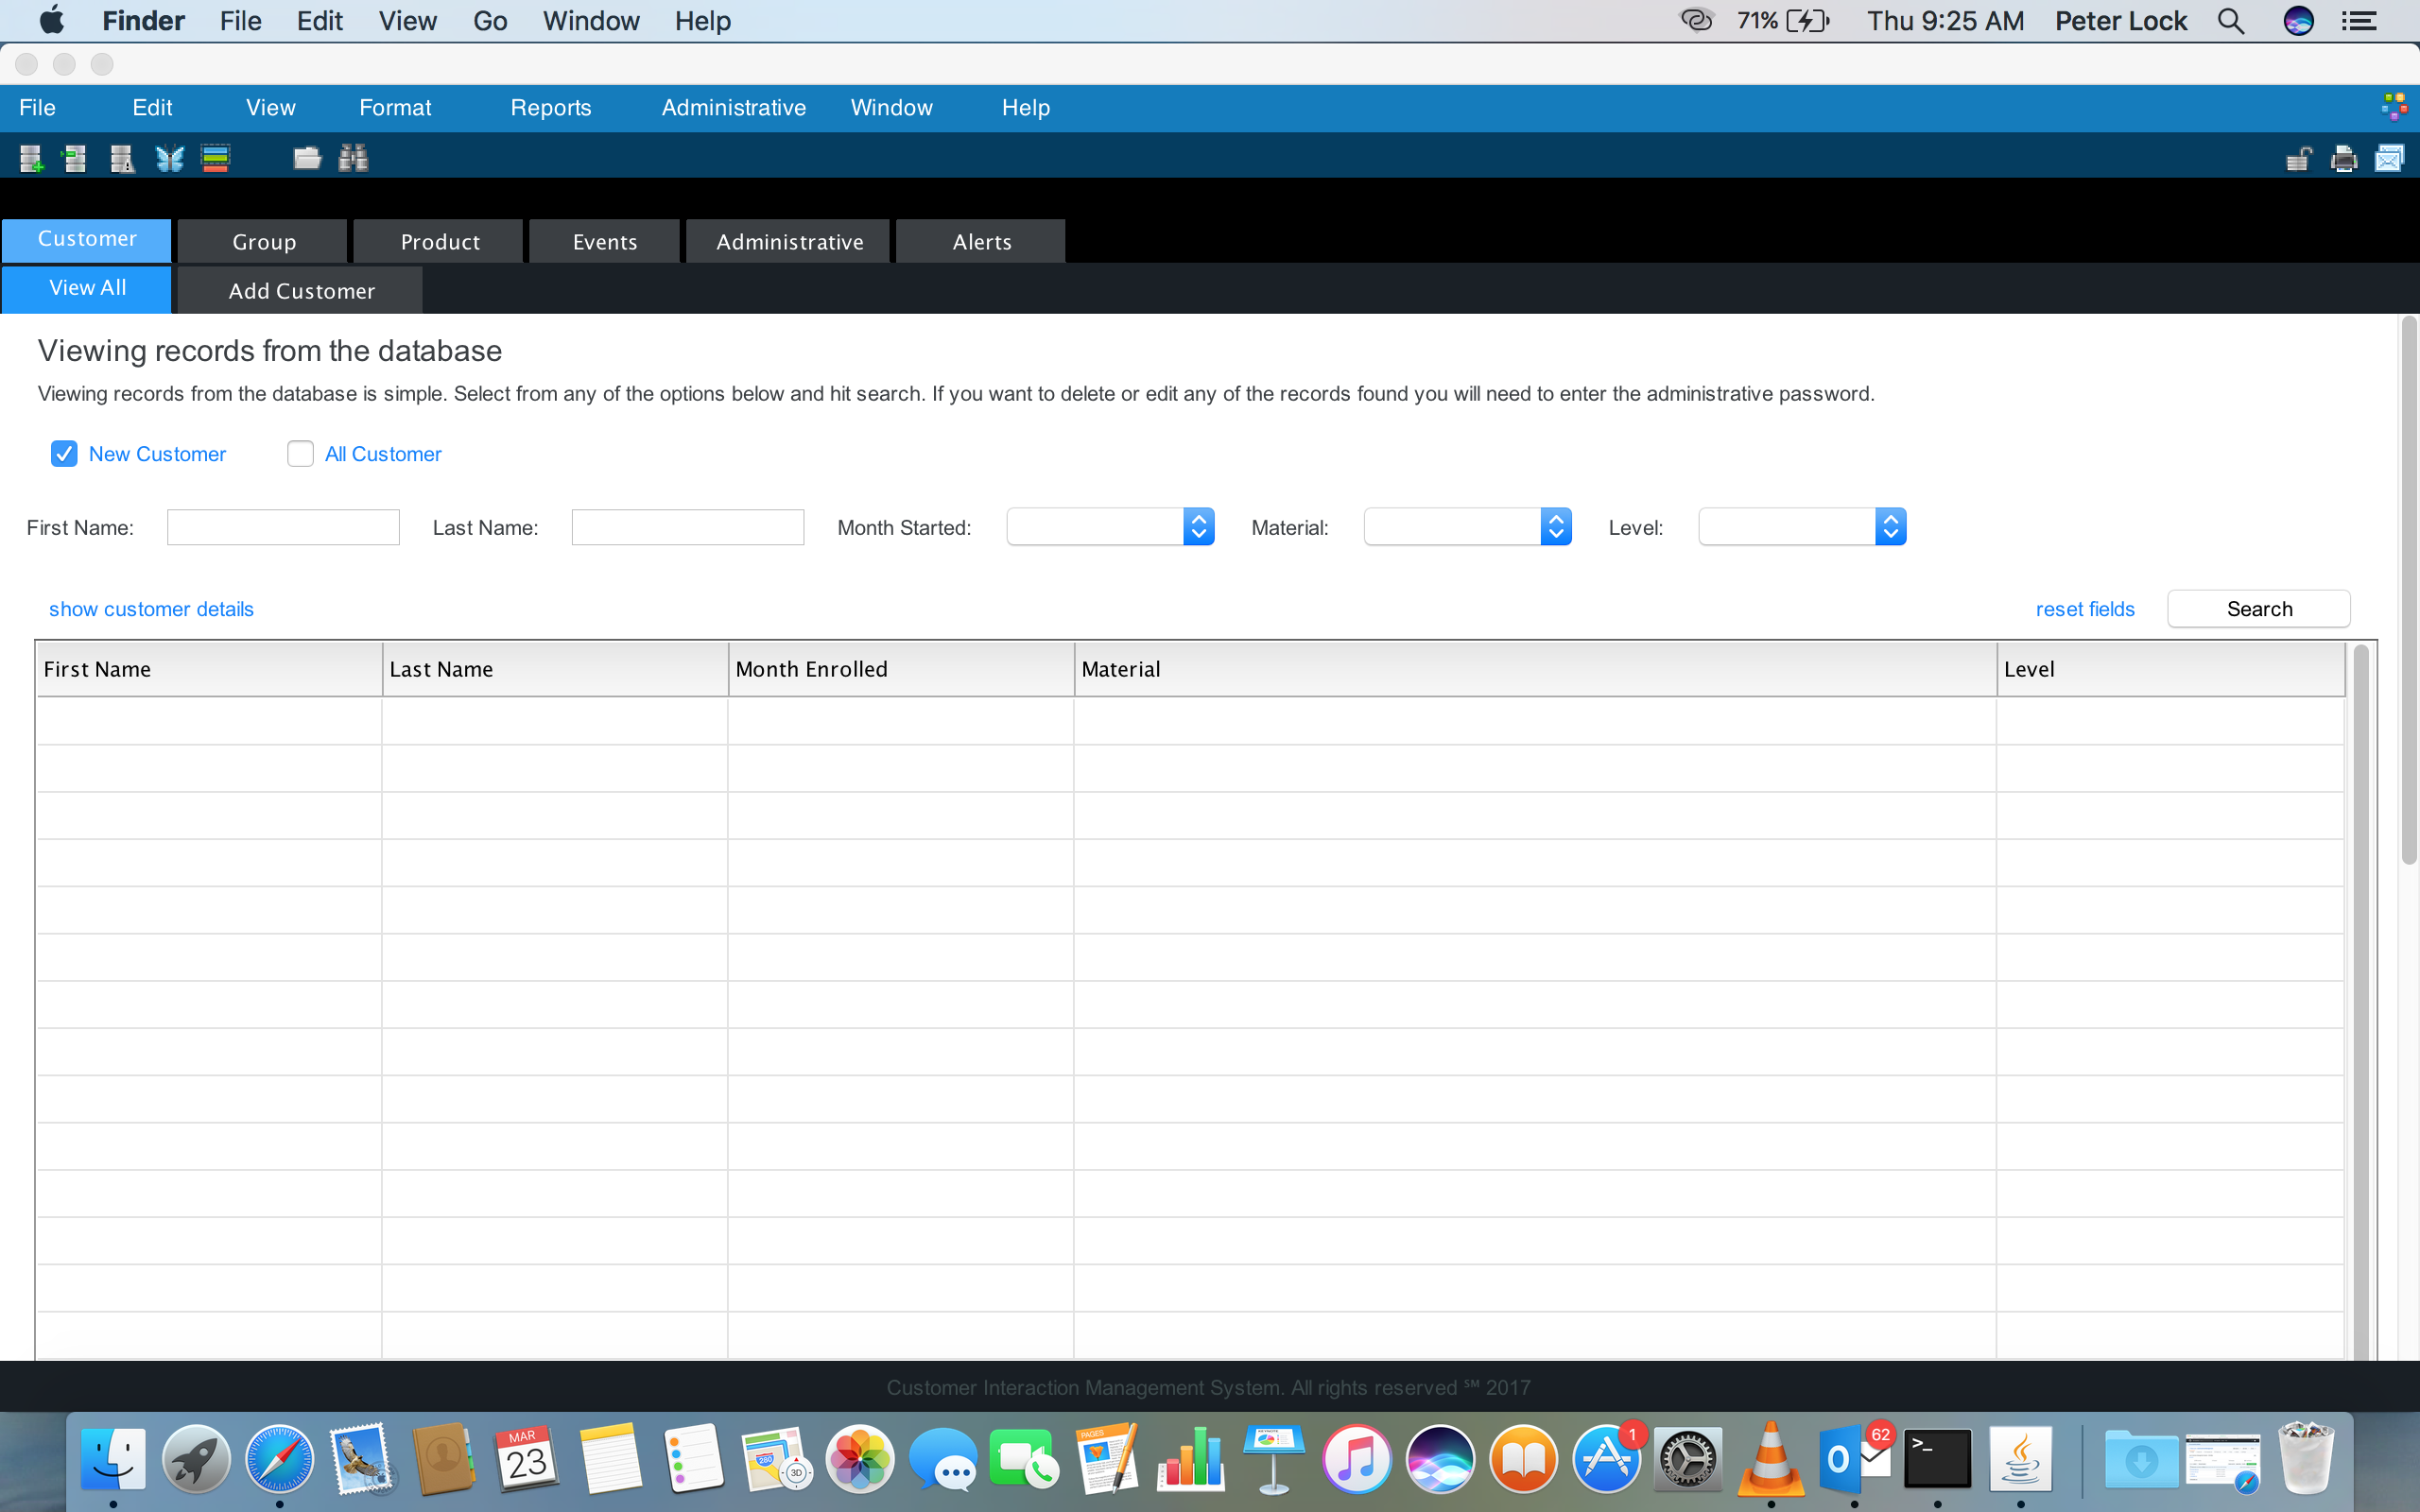 Finder File Edit View Go Window Help 71% Thu 9:25 AM Peter Lock
File Edit View Format Reports Administrative Window Help
Customer Group Product Events Administrative Alerts
View All Add Customer
Viewing records from the database
Viewing records from the database is simple. Select from any of the options below and hit search. If you want to delete or edit any of the records found you will need to enter the administrative password.
New Customer All Customer
First Name: Last Name: Month Started: Material: Level:
show customer details reset fields Search
First Name Last Name Month Enrolled Material Level
Customer Interaction Management System. All rights reserved ℠ 2017
MAR
23
280
3D
PAGES
1
62
O
>_